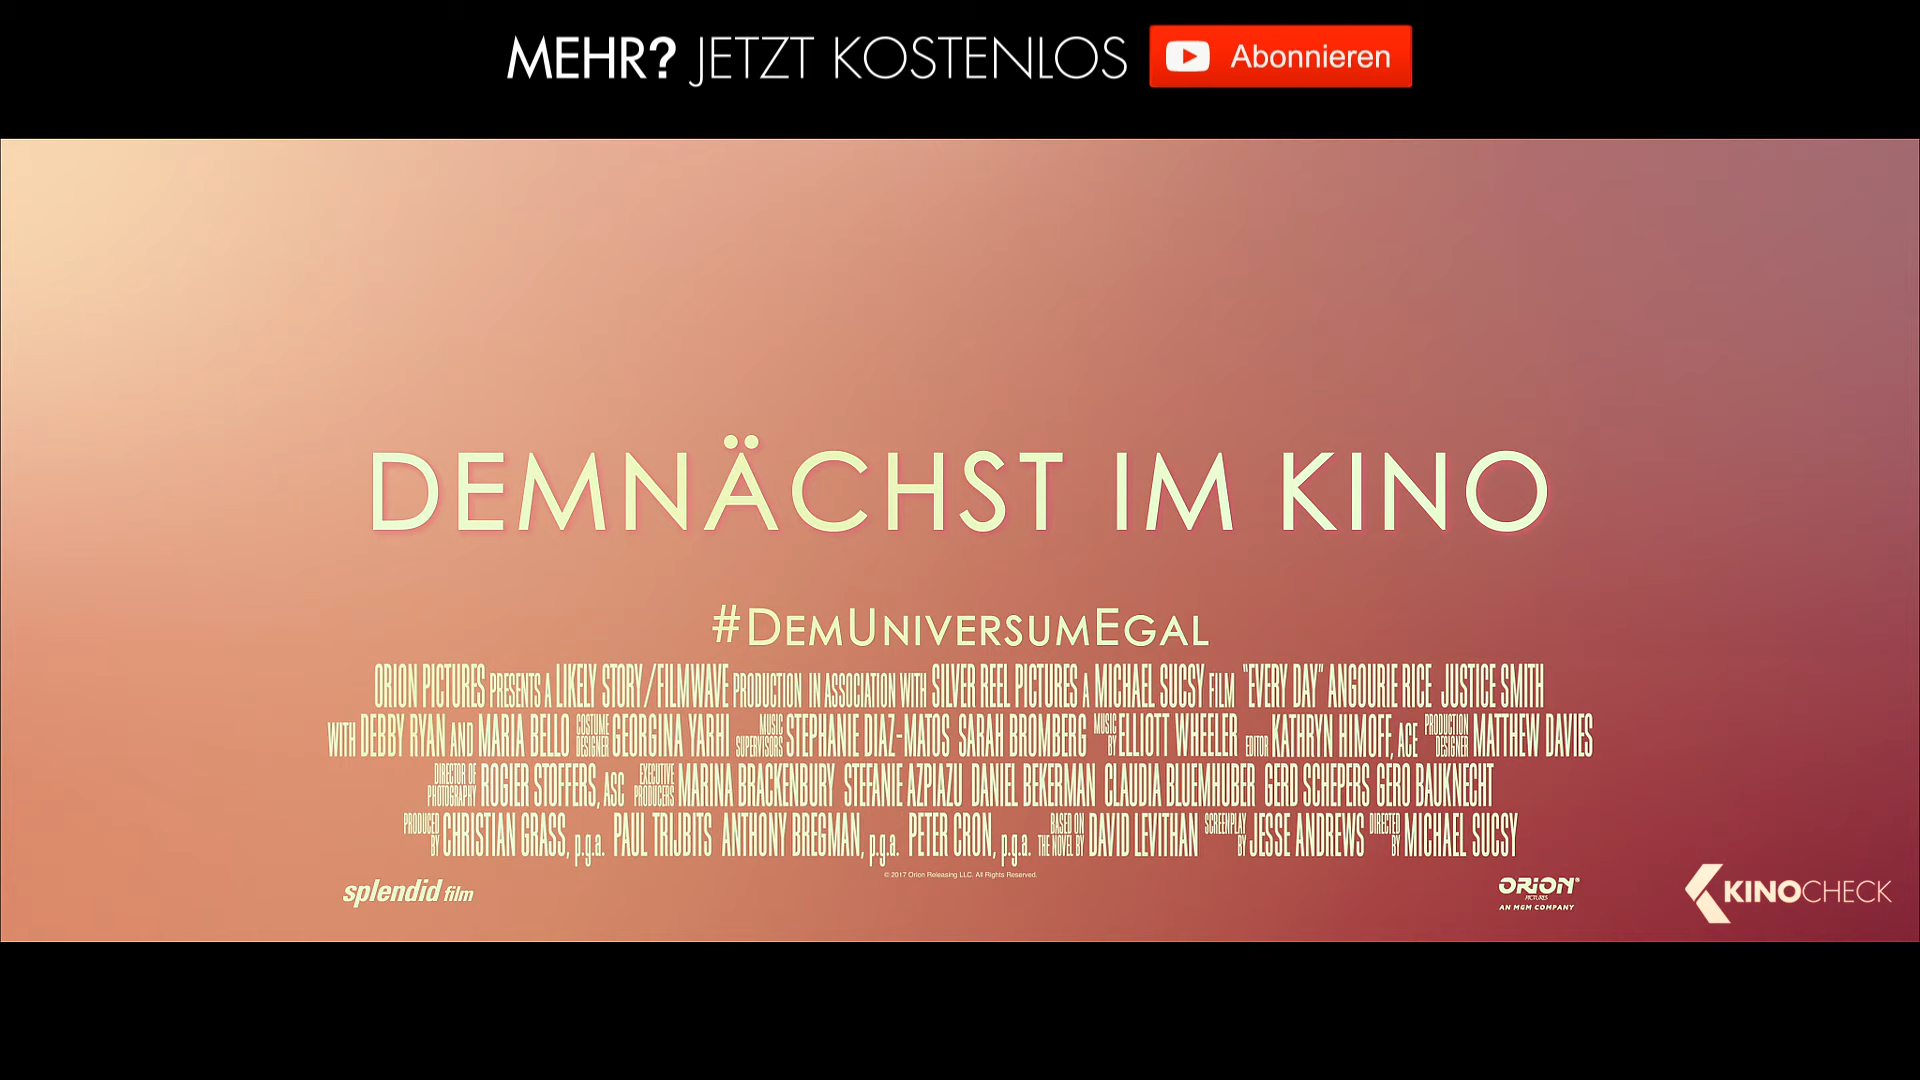 MEHR? JETZT KOSTENLOS Abonnieren
DEMNÄCHST IM KINO
#DEMUNIVERSUMEGAL
ORION PICTURES PRESENTS A LIKELY STORY/FILMWAVE PRODUCTION IN ASSOCIATION WITH SILVER REEL PICTURES A MICHAEL SUCSY FILM "EVERY DAY" ANGOURIE RICE JUSTICE SMITH
WITH DEBBY RYAN AND MARIA BELLO COSTUME DESIGNER GEORGINA YARHI MUSIC SUPERVISORS STEPHANIE DIAZ-MATOS SARAH BROMBERG MUSIC BY ELLIOTT WHEELER EDITOR KATHRYN HIMOFF, ACE PRODUCTION DESIGNER MATTHEW DAVIES
DIRECTOR OF PHOTOGRAPHY ROGIER STOFFERS, ASC EXECUTIVE PRODUCERS MARINA BRACKENBURY STEFANIE AZPIAZU DANIEL BEKERMAN CLAUDIA BLUEMHUBER GERD SCHEPERS GERO BAUKNECHT
PRODUCED BY CHRISTIAN GRASS, p.g.a. PAUL TRIJBITS ANTHONY BREGMAN, p.g.a. PETER CRON, p.g.a. BASED ON THE NOVEL BY DAVID LEVITHAN SCREENPLAY BY JESSE ANDREWS DIRECTED BY MICHAEL SUCSY
© 2017 Orion Releasing LLC. All Rights Reserved.
splendid film
ORION®
PICTURES
AN MGM COMPANY
KINOCHECK